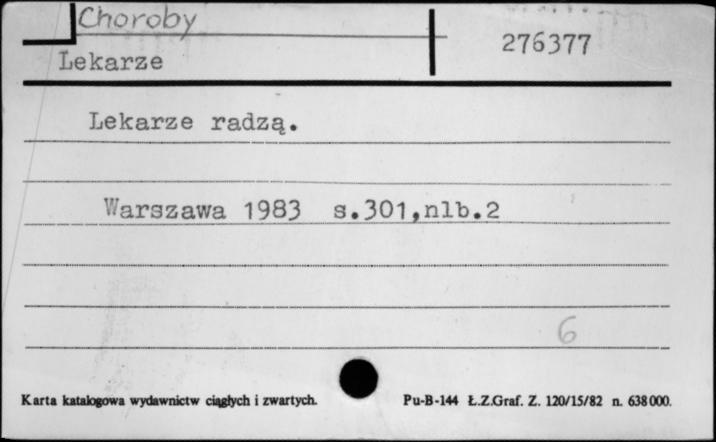 Choroby
276377
Lekarze
Lekarze radzą.
Warszawa 1983 s.301,nlb.2
6
Karta katalogowa wydawnictw ciągłych i zwartych. Pu-B-144 Ł.Z.Graf. Z. 120/15/82 n. 638000.